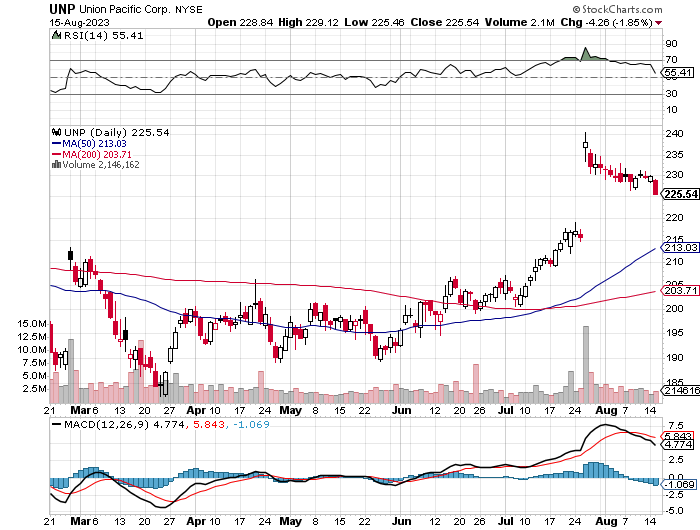 UNP Union Pacific Corp. NYSE © StockCharts.com
15-Aug-2023 Open 228.84 High 229.12 Low 225.46 Close 225.54 Volume 2.1M Chg -4.26 (-1.85%)
RSI(14) 55.41
90
70
55.41
50
30
10
UNP (Daily) 225.54
MA(50) 213.03
MA(200) 203.71
Volume 2,146,162
240
235
230
225.54
220
215
213.03
210
205
203.71
200
195
190
185
15.0M
12.5M
10.0M
7.5M
5.0M
2.5M
2146162
21 Mar 6 13 20 27 Apr 10 17 24 May 8 15 22 Jun 12 20 26 Jul 10 17 24 Aug 7 14
MACD(12,26,9) 4.774, 5.843, -1.069
7.5
5.843
4.774
2.5
0.0
-1.069
-2.5
-5.0
21 Mar 6 13 20 27 Apr 10 17 24 May 8 15 22 Jun 12 20 26 Jul 10 17 24 Aug 7 14